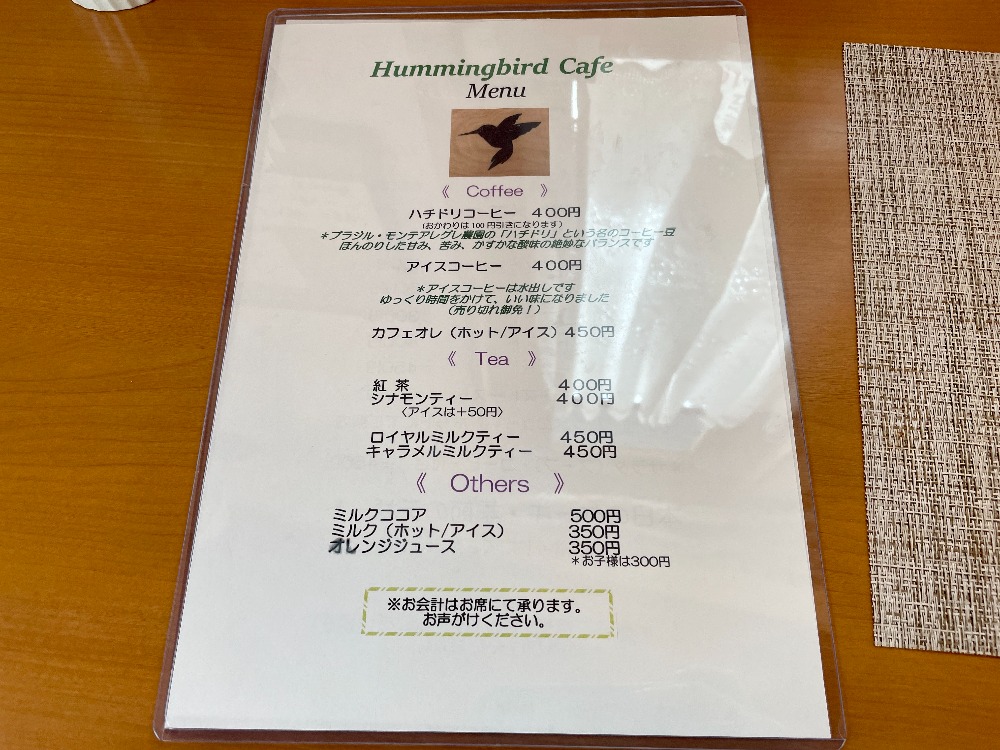 Hummingbird Cafe
Menu
《 Coffee 》
ハチドリコーヒー 400円
(おかわりは100円引きになります)
*ブラジル・モンテアレグレ農園の「ハチドリ」という名のコーヒー豆
ほんのりした甘み、苦み、かすかな酸味の絶妙なバランスです
アイスコーヒー 400円
*アイスコーヒーは水出しです
ゆっくり時間をかけて、いい味になりました
(売り切れ御免!)
カフェオレ(ホット/アイス)450円
《 Tea 》
紅 茶 400円
シナモンティー 400円
〈アイスは+50円〉
ロイヤルミルクティー 450円
キャラメルミルクティー 450円
《 Others 》
ミルクココア 500円
ミルク(ホット/アイス) 350円
オレンジジュース 350円
*お子様は300円
※お会計はお席にて承ります。
お声がけください。